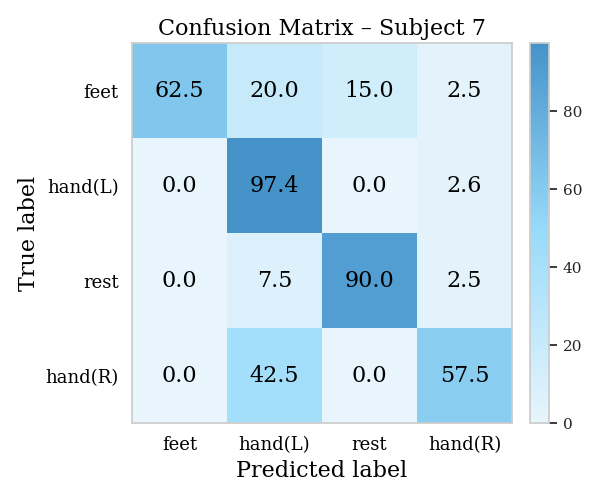 Confusion Matrix – Subject 7
feet 62.5 20.0 15.0 2.5
hand(L) 0.0 97.4 0.0 2.6
rest 0.0 7.5 90.0 2.5
hand(R) 0.0 42.5 0.0 57.5
feet hand(L) rest hand(R)
Predicted label
True label
80
60
40
20
0